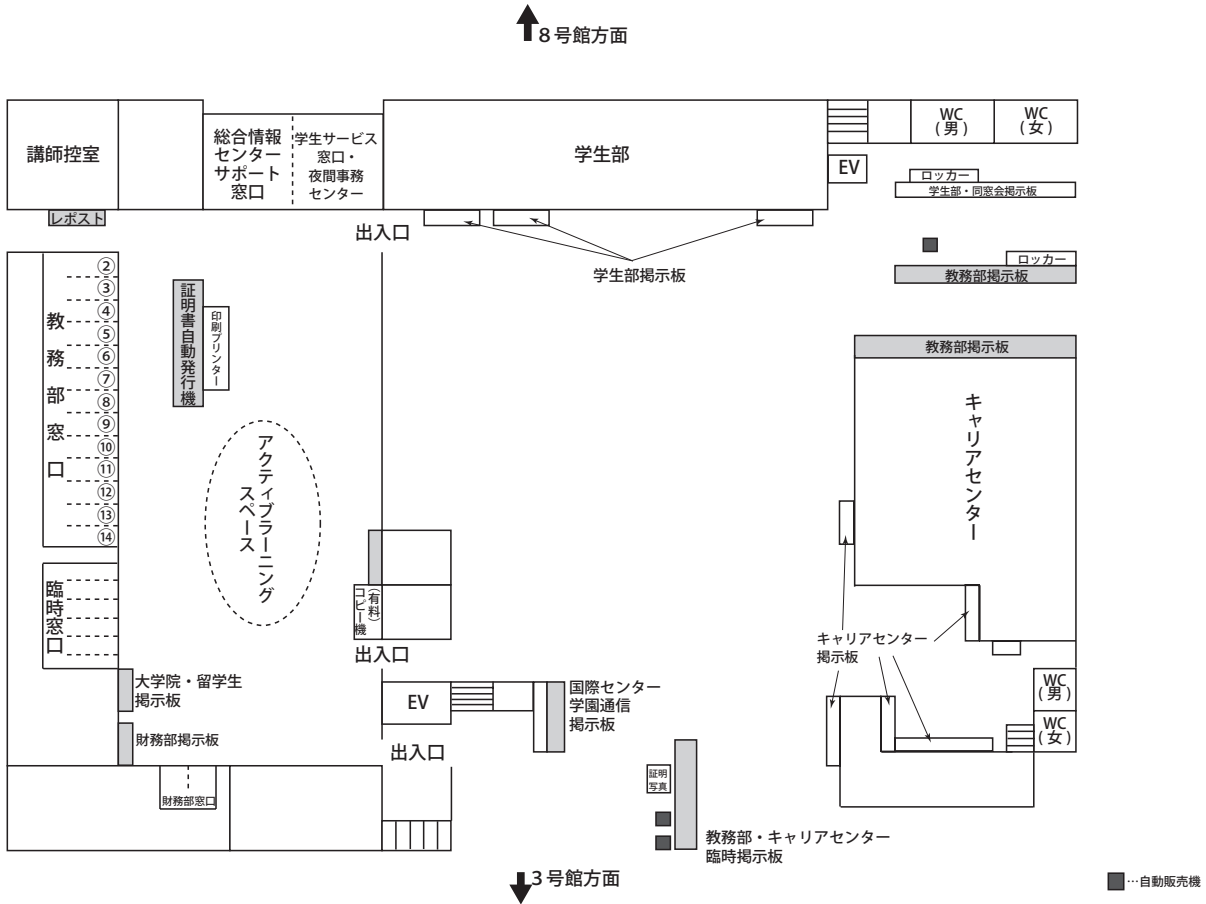 8号館方面
講師控室
総合情報
センター
サポート
窓口
学生サービス
窓口・
夜間事務
センター
学生部
WC
(男)
WC
(女)
EV
ロッカー
学生部・同窓会掲示板
レポスト
出入口
学生部掲示板
ロッカー
教務部掲示板
教務部掲示板
教務部窓口
②
③
④
⑤
⑥
⑦
⑧
⑨
⑩
⑪
⑫
⑬
⑭
証明書自動発行機
印刷プリンター
アクティブラーニング
スペース
キャリアセンター
臨時窓口
(有料)
コピー機
出入口
キャリアセンター
掲示板
大学院・留学生
掲示板
財務部掲示板
財務部窓口
EV
国際センター
学園通信
掲示板
出入口
WC
(男)
WC
(女)
証明
写真
教務部・キャリアセンター
臨時掲示板
3号館方面
…自動販売機